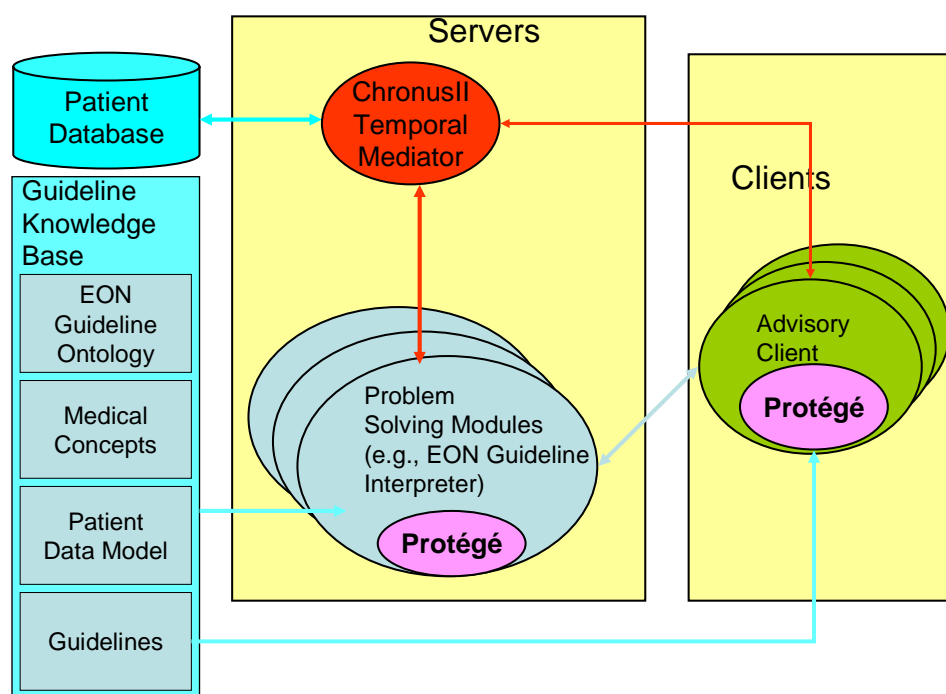 Servers
Patient
Database
ChronusII
Temporal
Mediator
Clients
Guideline
Knowledge
Base
EON
Guideline
Ontology
Medical
Concepts
Patient
Data Model
Guidelines
Problem
Solving Modules
(e.g., EON Guideline
Interpreter)
Protégé
Advisory
Client
Protégé